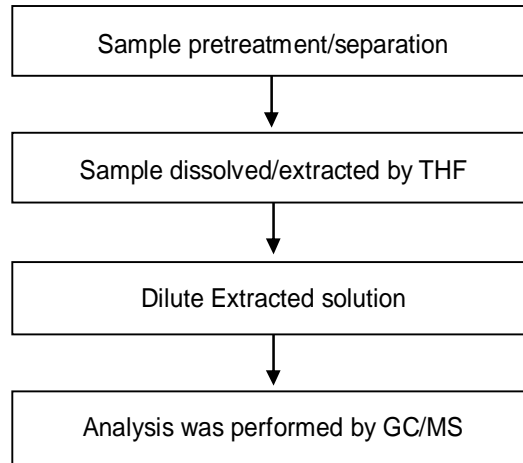 Sample pretreatment/separation
Sample dissolved/extracted by THF
Dilute Extracted solution
Analysis was performed by GC/MS